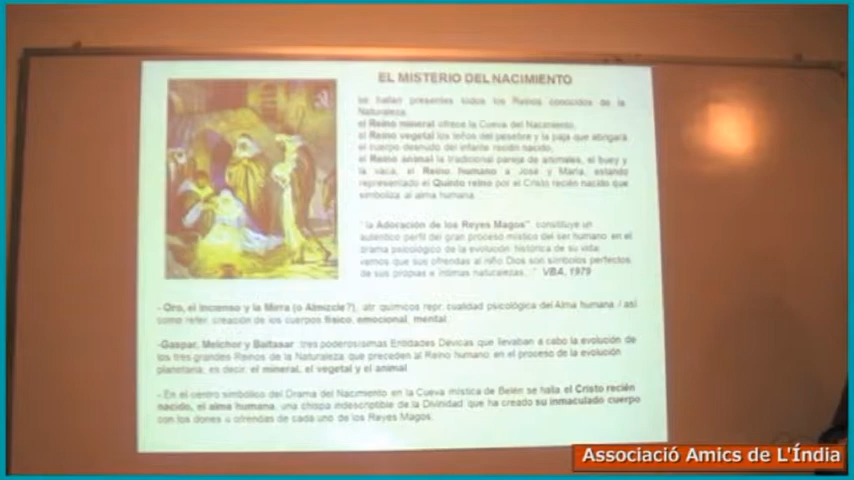 EL MISTERIO DEL NACIMIENTO
se hallan presentes todos los Reinos conocidos de la
Naturaleza.
el Reino mineral ofrece la Cueva del Nacimiento,
el Reino vegetal los leños del pesebre y la paja que abrigará
el cuerpo desnudo del infante recién nacido,
el Reino animal la tradicional pareja de animales, el buey y
la vaca, el Reino humano a José y María, estando
representado el Quinto reino por el Cristo recién nacido que
simboliza al alma humana.
"la Adoración de los Reyes Magos" constituye un
auténtico perfil del gran proceso místico del ser humano en el
drama psicológico de la evolución histórica de su vida;
vemos que sus ofrendas al niño Dios son símbolos perfectos
de sus propias e íntimas naturalezas..." VBA, 1979
- Oro, el Incienso y la Mirra (o Almizcle?), atr químicos repr. cualidad psicológica del Alma humana / así
como refer. creación de los cuerpos físico, emocional, mental
-Gaspar, Melchor y Baltasar :tres poderosísimas Entidades Dévicas que llevaban a cabo la evolución de
los tres grandes Reinos de la Naturaleza que preceden al Reino humano en el proceso de la evolución
planetaria, es decir, el mineral, el vegetal y el animal
- En el centro simbólico del Drama del Nacimiento en la Cueva mística de Belén se halla el Cristo recién
nacido, el alma humana, una chispa indescriptible de la Divinidad que ha creado su inmaculado cuerpo
con los dones u ofrendas de cada uno de los Reyes Magos.
Associació Amics de L'Índia